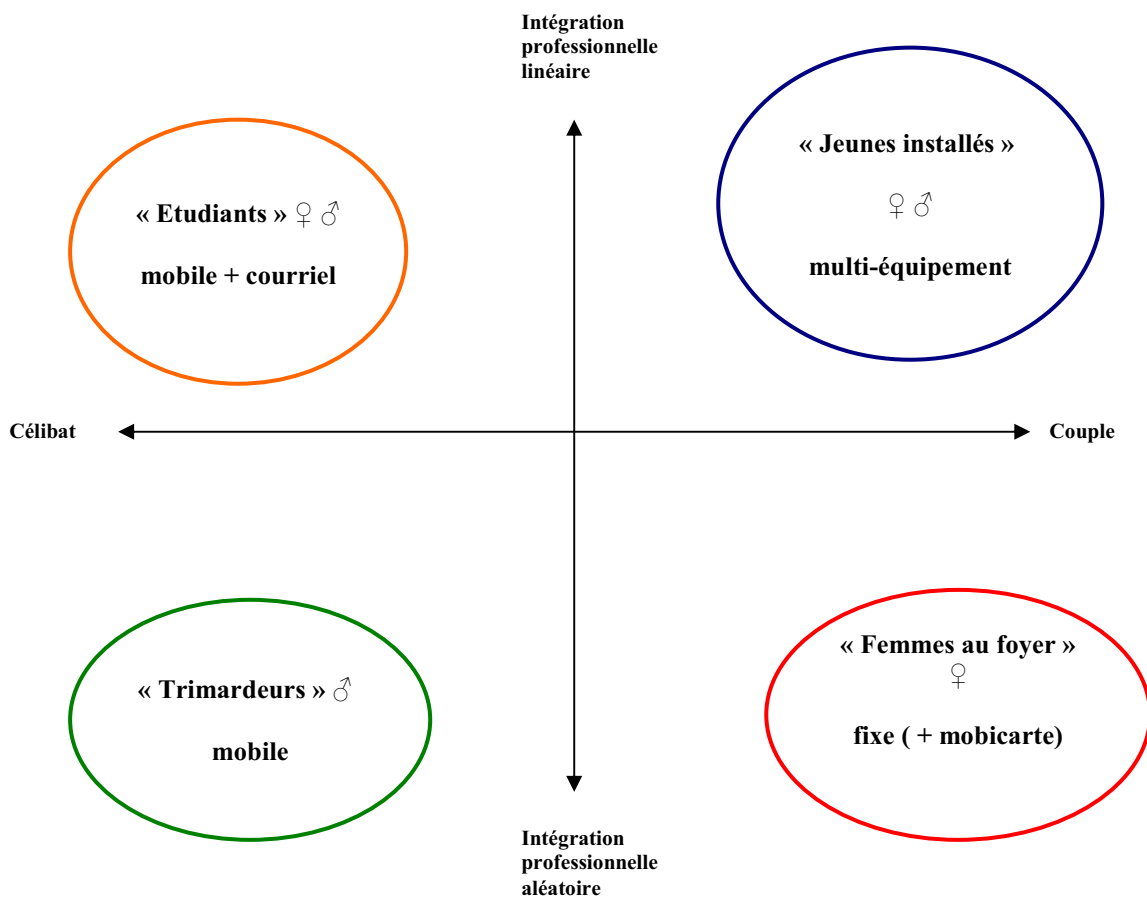 Intégration
professionnelle
linéaire
« Jeunes installés »
♀ ♂
multi-équipement
« Etudiants » ♀ ♂
mobile + courriel
Célibat
Couple
« Femmes au foyer »
♀
fixe ( + mobicarte)
« Trimardeurs » ♂
mobile
Intégration
professionnelle
aléatoire